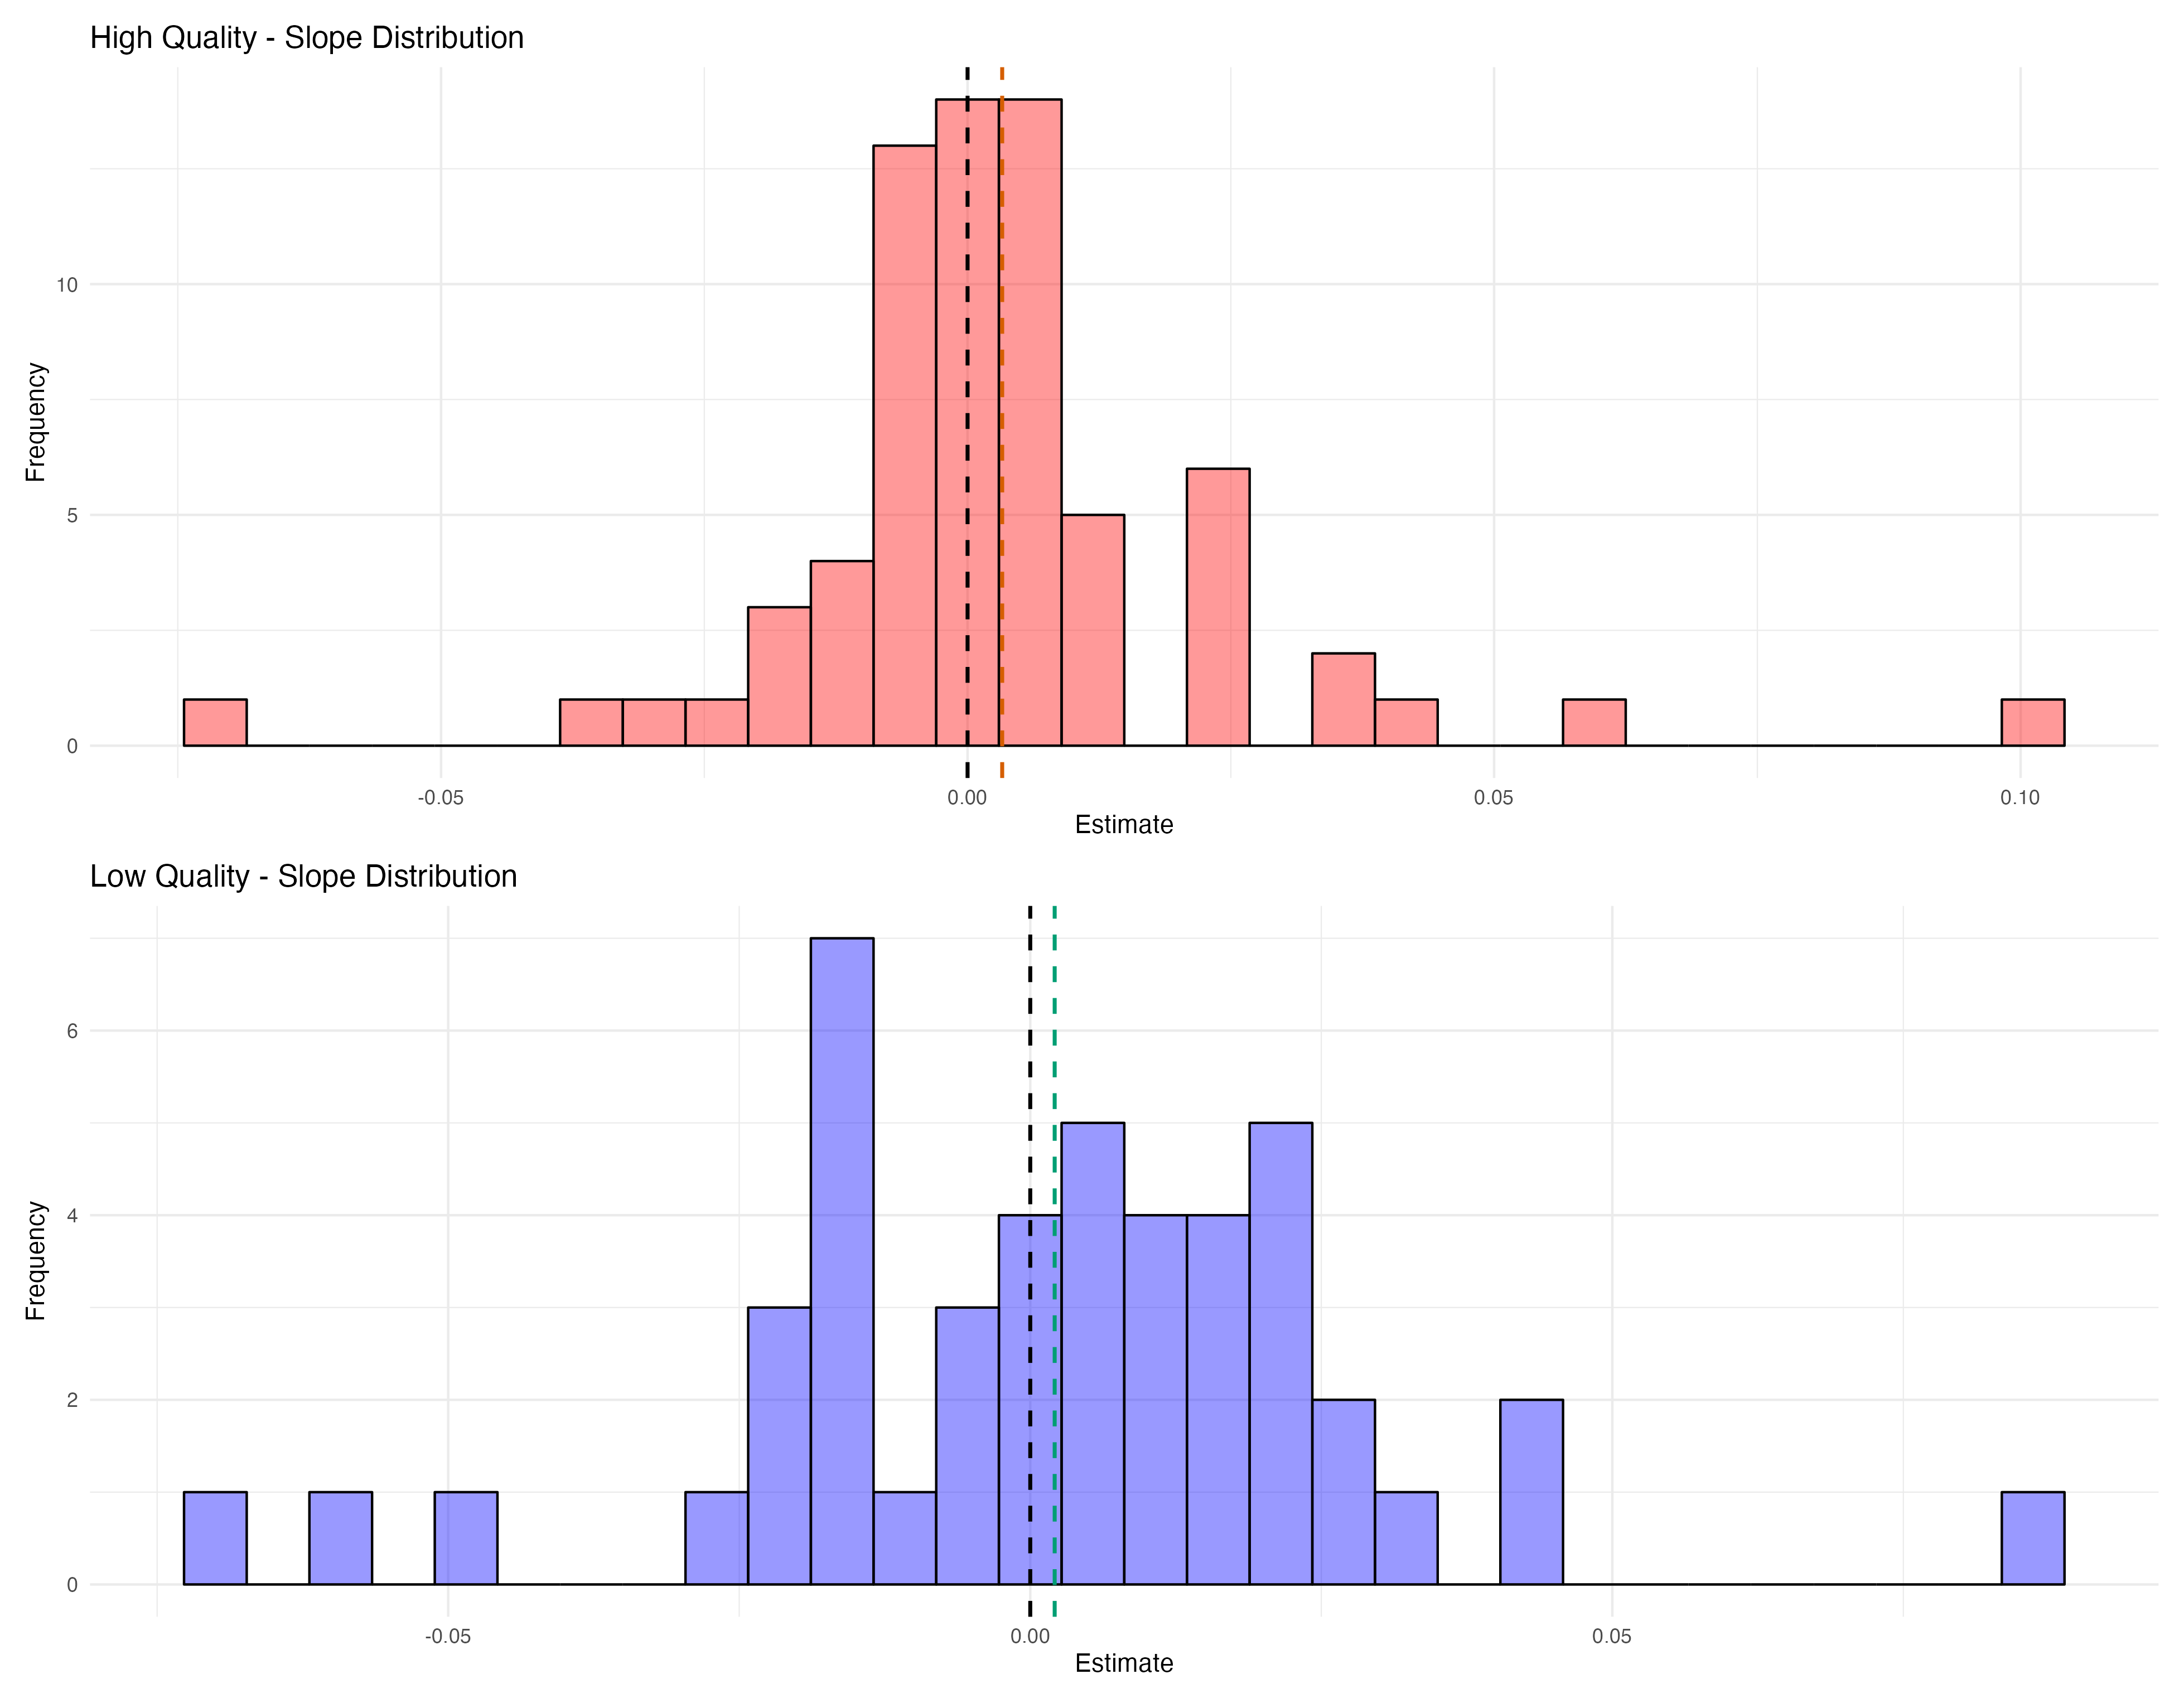 High Quality - Slope Distribution
Frequency
10
5
0
-0.05 0.00 0.05 0.10
Estimate
Low Quality - Slope Distribution
Frequency
6
4
2
0
-0.05 0.00 0.05
Estimate